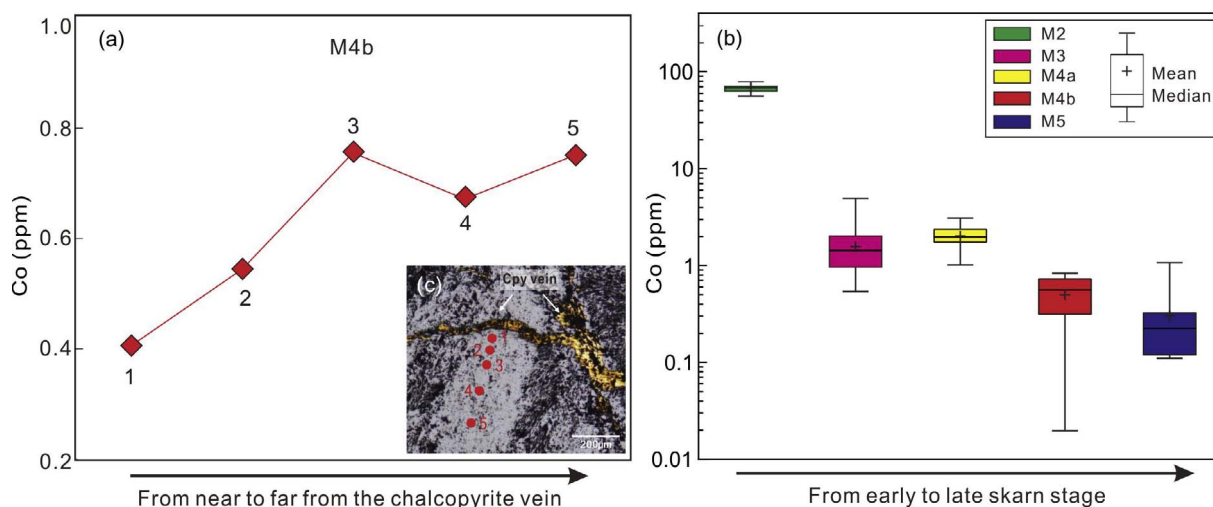 (a)
M4b
1.0
0.8
0.6
0.4
0.2
Co (ppm)
1
2
3
4
5
(c)
Cpy vein
1
2
3
4
5
200μm
From near to far from the chalcopyrite vein
(b)
M2
M3
M4a
M4b
M5
Mean
Median
100
10
1
0.1
0.01
Co (ppm)
From early to late skarn stage